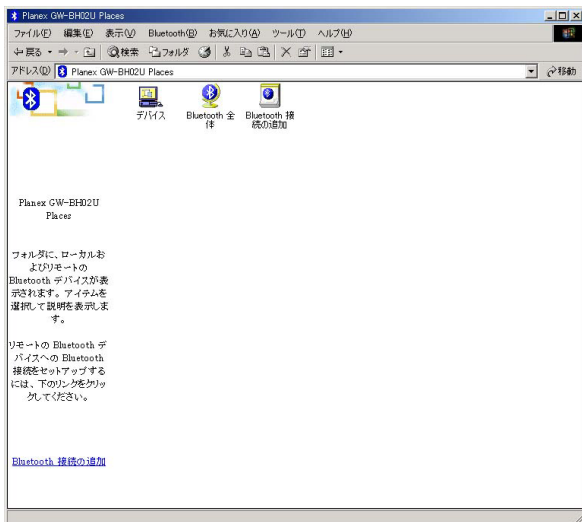 Planex GW-BH02U Places
ファイル(F) 編集(E) 表示(V) Bluetooth(B) お気に入り(A) ツール(T) ヘルプ(H)
戻る 検索 フォルダ
アドレス(D) Planex GW-BH02U Places 移動
デバイス
Bluetooth 全
体
Bluetooth 接
続の追加
Planex GW-BH02U
Places
フォルダに、ローカルお
よびリモートの
Bluetooth デバイスが表
示されます。アイテムを
選択して説明を表示しま
す。
リモートの Bluetooth デ
バイスへの Bluetooth
接続をセットアップする
には、下のリンクをクリッ
クしてください。
Bluetooth 接続の追加